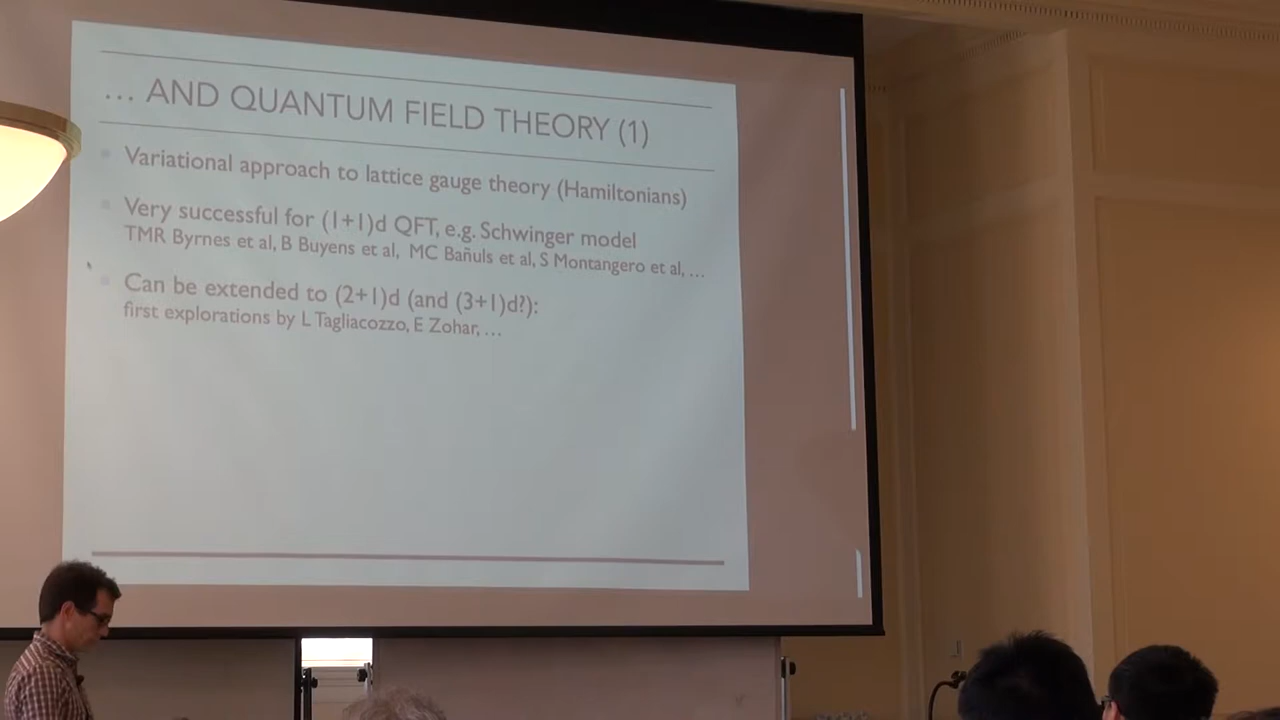 … AND QUANTUM FIELD THEORY (1)
Variational approach to lattice gauge theory (Hamiltonians)
Very successful for (1+1)d QFT, e.g. Schwinger model
TMR Byrnes et al, B Buyens et al, MC Bañuls et al, S Montangero et al, …
Can be extended to (2+1)d (and (3+1)d?):
first explorations by L Tagliacozzo, E Zohar, …